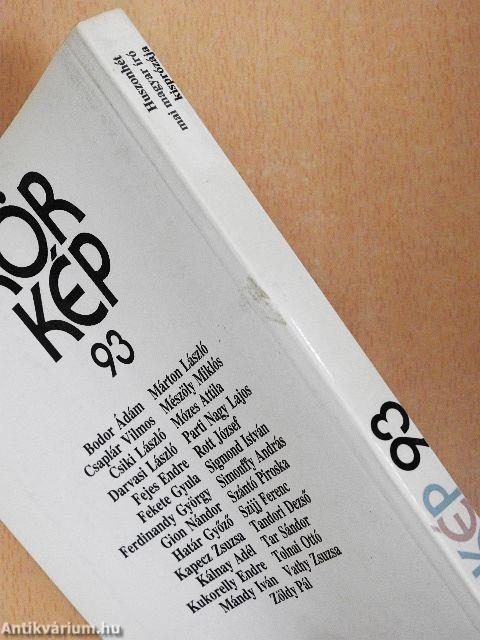 Huszonhét
mai magyar író
kisprózája
KÖR
KÉP
93
Bodor Ádám Márton László
Csaplár Vilmos Mészöly Miklós
Csiki László Mózes Attila
Darvasi László Parti Nagy Lajos
Fejes Endre Rott József
Fekete Gyula Sigmond István
Ferdinandy György Simonffy András
Gion Nándor Szántó Piroska
Határ Győző Szijj Ferenc
Kapecz Zsuzsa Tandori Dezső
Kálnay Adél Tar Sándor
Kukorelly Endre Tolnai Ottó
Mándy Iván Vathy Zsuzsa
Zöldy Pál
93
KÉP
Antikvárium.hu